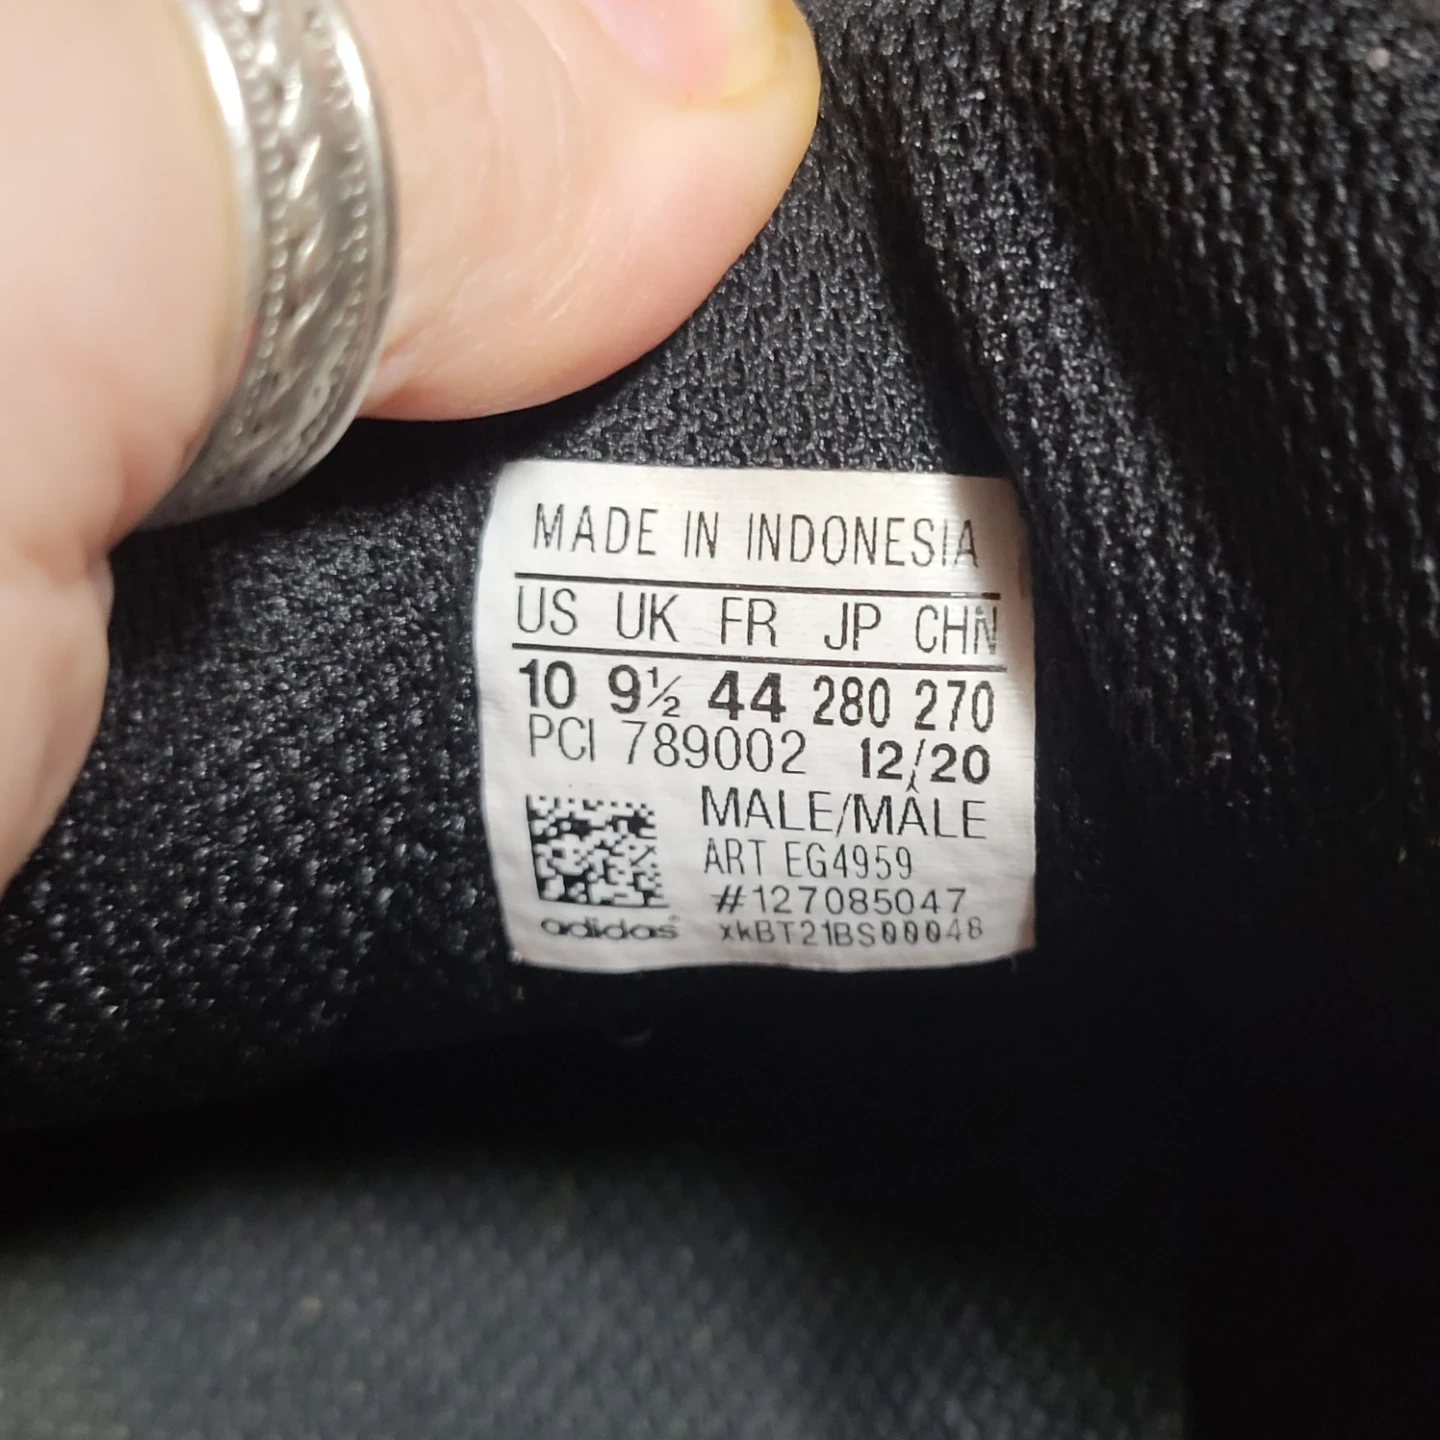 MADE IN INDONESIA
US UK FR JP CHN
10 9½ 44 280 270
PCI 789002 12/20
MALE/MÂLE
ART EG4959
#127085047
adidas xkBT21BS00048